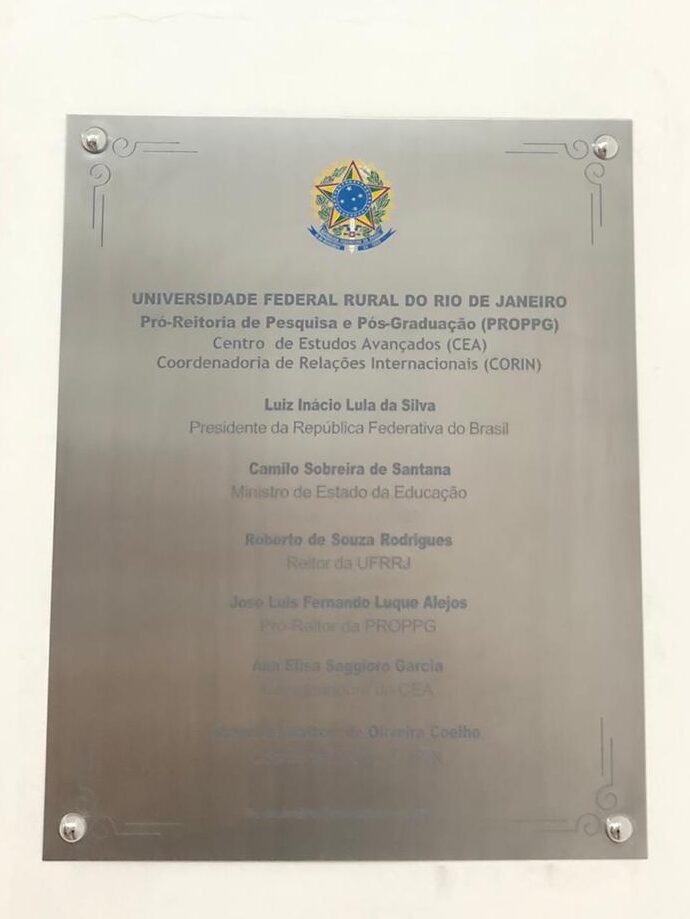 UNIVERSIDADE FEDERAL RURAL DO RIO DE JANEIRO
Pró-Reitoria de Pesquisa e Pós-Graduação (PROPPG)
Centro de Estudos Avançados (CEA)
Coordenadoria de Relações Internacionais (CORIN)
Luiz Inácio Lula da Silva
Presidente da República Federativa do Brasil
Camilo Sobreira de Santana
Ministro de Estado da Educação
Roberto de Souza Rodrigues
Reitor da UFRRJ
José Luis Fernando Luque Alejos
Pró-Reitor da PROPPG
Ana Elisa Saggioro Garcia
CEA
de Oliveira Coelho